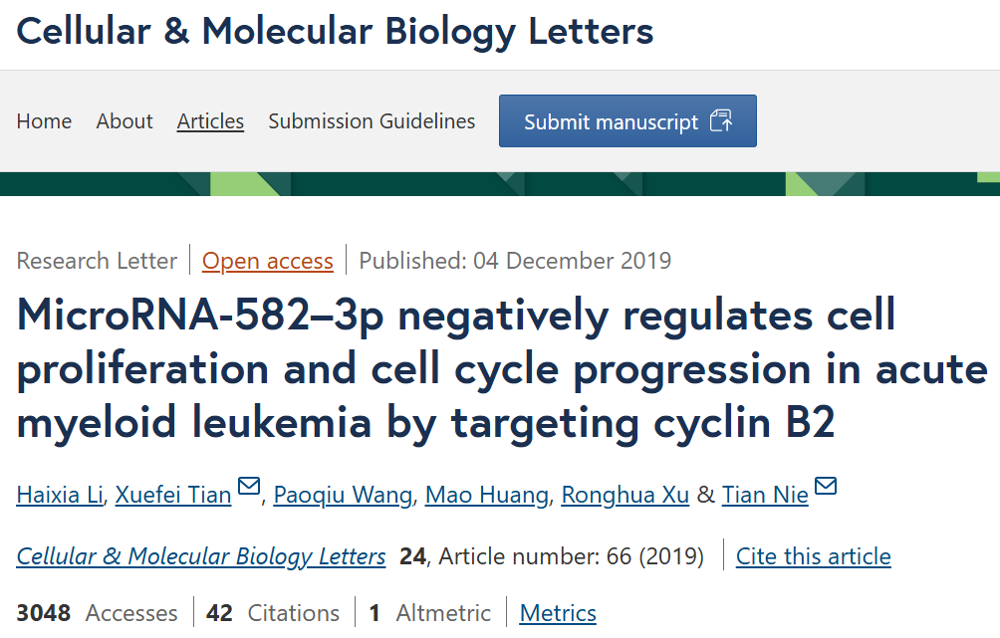 Cellular & Molecular Biology Letters
Home About Articles Submission Guidelines Submit manuscript
Research Letter Open access Published: 04 December 2019
MicroRNA-582–3p negatively regulates cell
proliferation and cell cycle progression in acute
myeloid leukemia by targeting cyclin B2
Haixia Li, Xuefei Tian, Paoqiu Wang, Mao Huang, Ronghua Xu & Tian Nie
Cellular & Molecular Biology Letters 24, Article number: 66 (2019) Cite this article
3048 Accesses 42 Citations 1 Altmetric Metrics